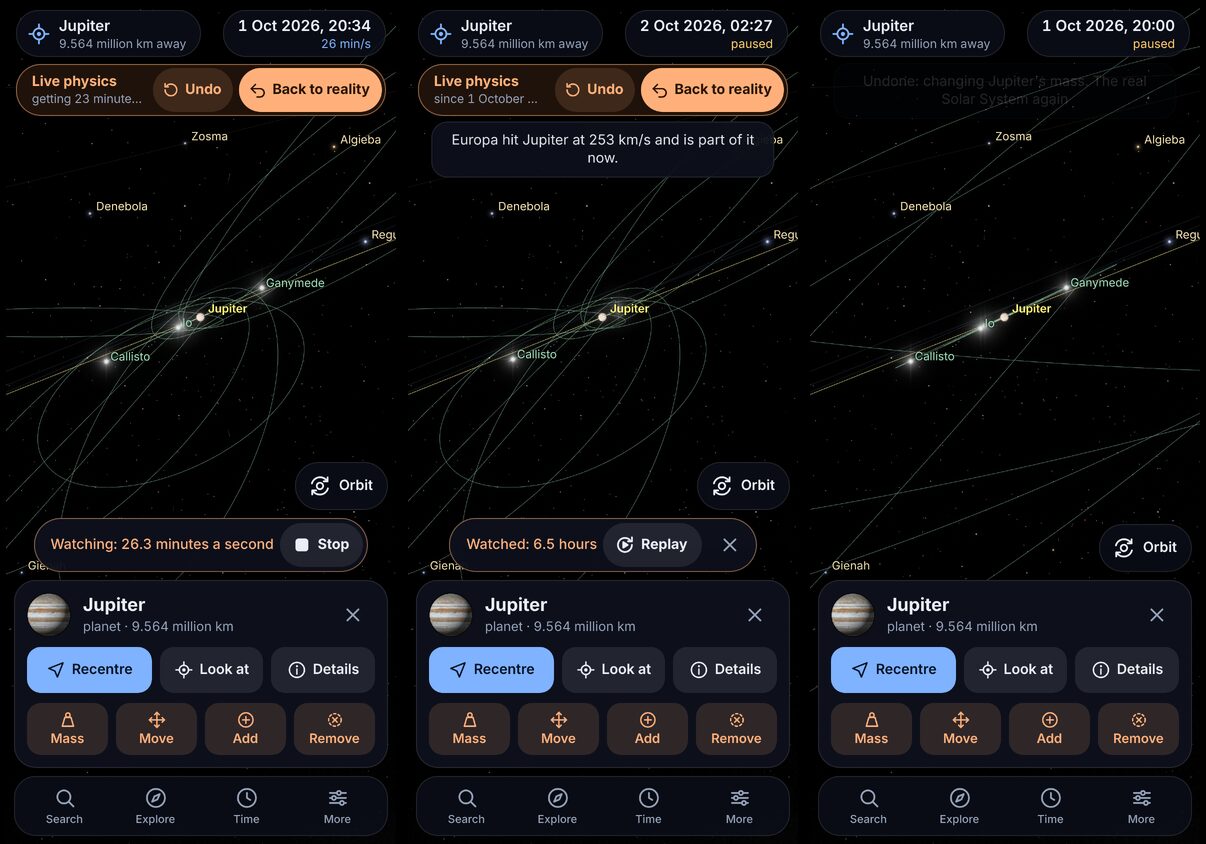 Jupiter
9.564 million km away
1 Oct 2026, 20:34
26 min/s
Live physics
getting 23 minute...
Undo
Back to reality
Zosma
Algieba
Denebola
Regu
Ganymede
Jupiter
Io
Callisto
Orbit
Watching: 26.3 minutes a second
Stop
Gien
Jupiter
planet · 9.564 million km
Recentre
Look at
Details
Mass
Move
Add
Remove
Search
Explore
Time
More
Jupiter
9.564 million km away
2 Oct 2026, 02:27
paused
Live physics
since 1 October ...
Undo
Back to reality
Europa hit Jupiter at 253 km/s and is part of it
now.
Zosma
Denebola
Regu
Jupiter
Callisto
Orbit
Watched: 6.5 hours
Replay
Gienah
Jupiter
planet · 9.564 million km
Recentre
Look at
Details
Mass
Move
Add
Remove
Search
Explore
Time
More
Jupiter
9.564 million km away
1 Oct 2026, 20:00
paused
Undone: changing Jupiter's mass. The real
Solar System again
Zosma
Algieba
Denebola
Regu
Ganymede
Jupiter
Io
Callisto
Orbit
Gienah
Jupiter
planet · 9.564 million km
Recentre
Look at
Details
Mass
Move
Add
Remove
Search
Explore
Time
More